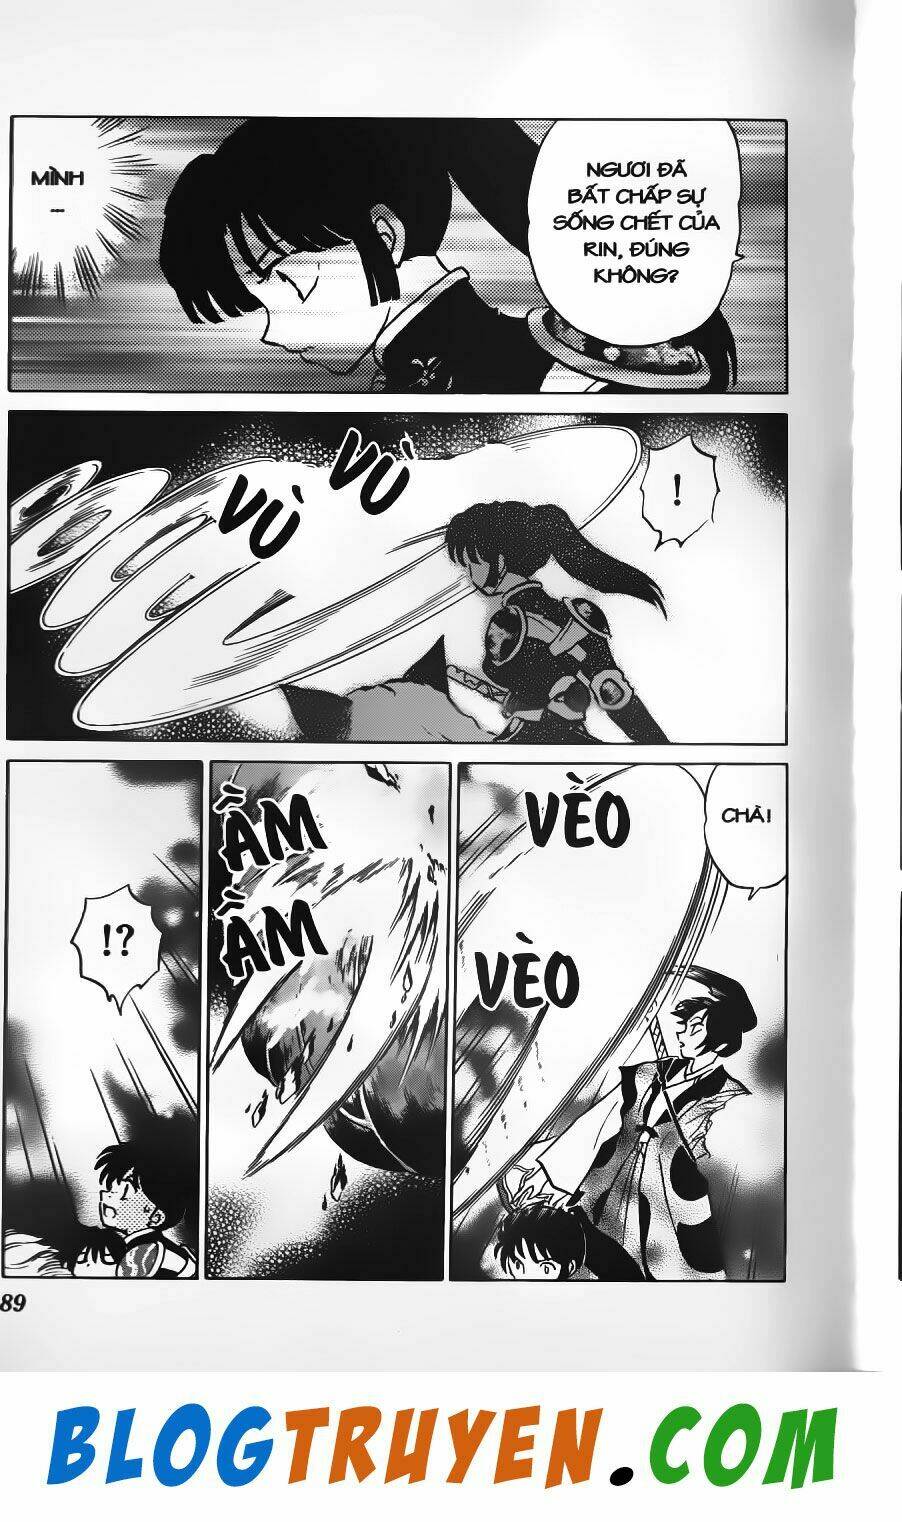 NGƯƠI ĐÃ
BẤT CHẤP SỰ
SỐNG CHẾT CỦA
RIN, ĐÚNG
KHÔNG?
MÌNH
...
!
VÙ
VÙ
CHÀ!
VÈO
VÈO
ẦM
ẦM
!?
89
BLOGTRUYEN.COM